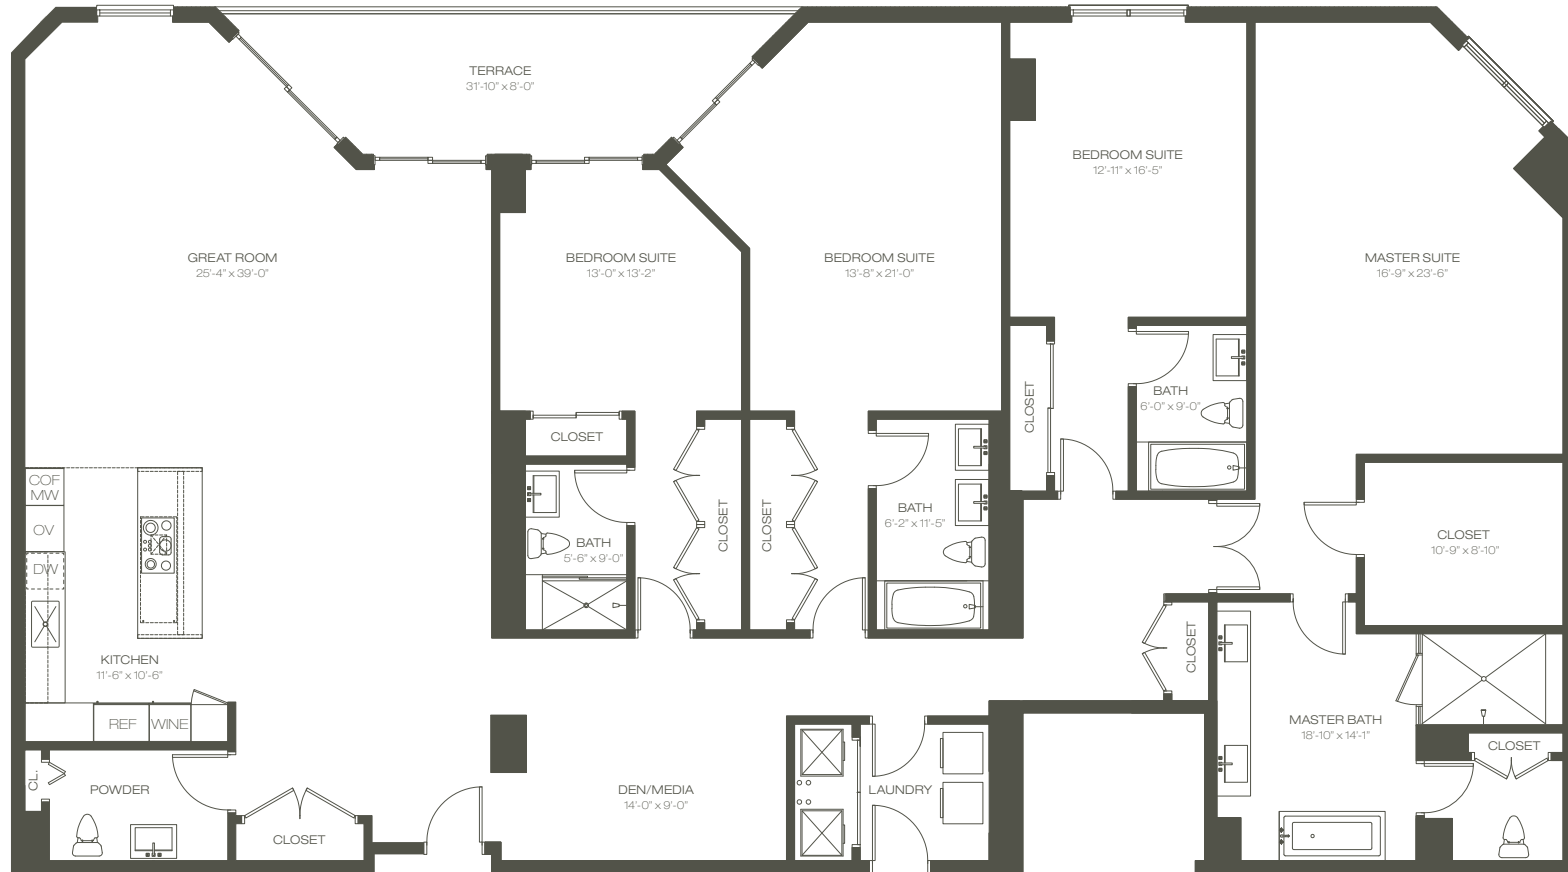 TERRACE
31'-10" x 8'-0"
BEDROOM SUITE
12'-11" x 16'-5"
GREAT ROOM
25'-4" x 39'-0"
BEDROOM SUITE
13'-0" x 13'-2"
BEDROOM SUITE
13'-8" x 21'-0"
MASTER SUITE
16'-9" x 23'-6"
CLOSET
BATH
6'-0" x 9'-0"
CLOSET
COF
MW
OV
DW
BATH
5'-6" x 9'-0"
CLOSET
CLOSET
BATH
6'-2" x 11'-5"
CLOSET
10'-9" x 8'-10"
KITCHEN
11'-6" x 10'-6"
CLOSET
REF
WINE
MASTER BATH
18'-10" x 14'-1"
CLOSET
CL.
POWDER
DEN/MEDIA
14'-0" x 9'-0"
LAUNDRY
CLOSET